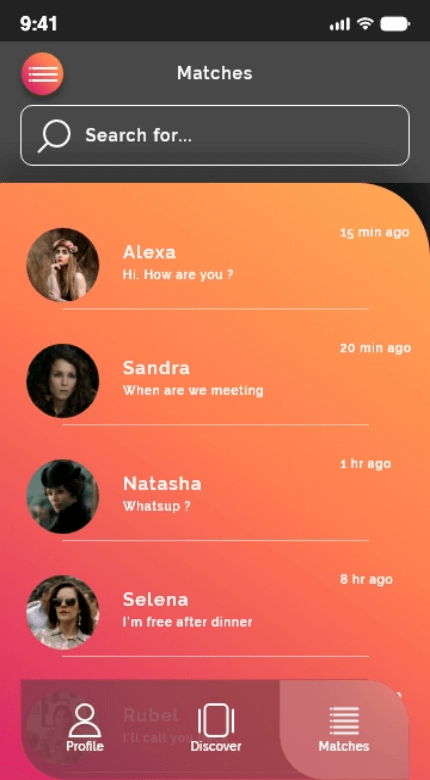 9:41
Matches
Search for...
15 min ago
Alexa
Hi. How are you ?
20 min ago
Sandra
When are we meeting
1 hr ago
Natasha
Whatsup ?
8 hr ago
Selena
I'm free after dinner
Rubel
I'll call you
Profile
Discover
Matches